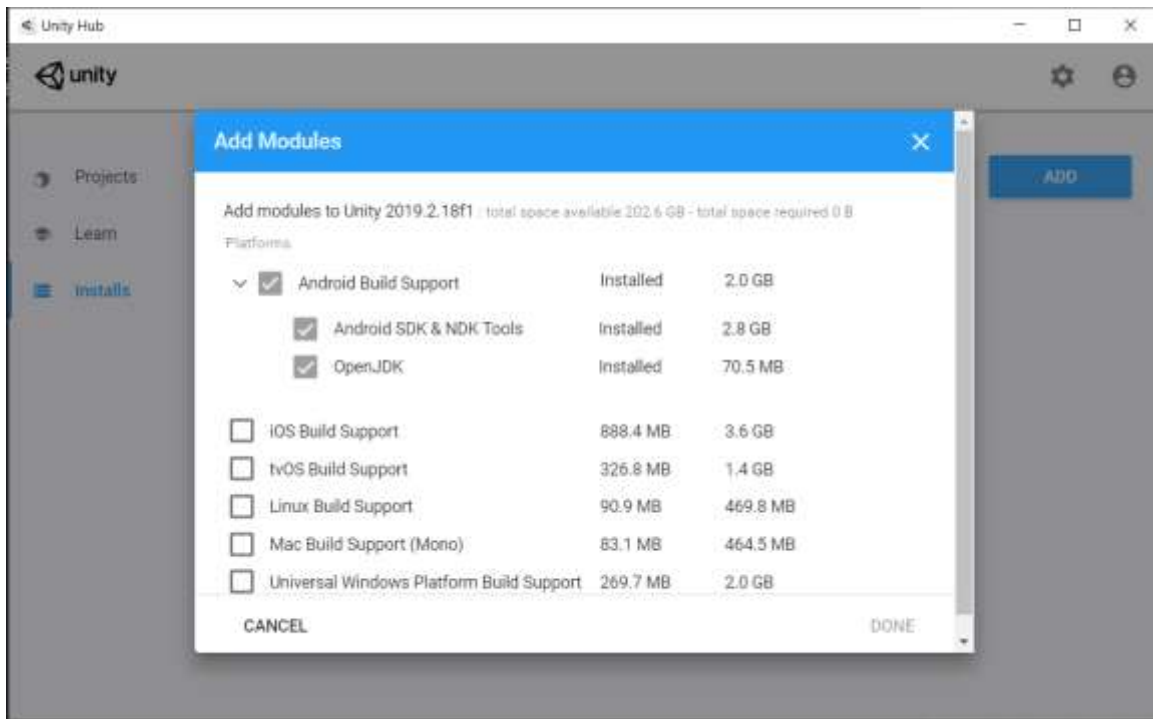 Unity Hub
unity
Add Modules
Projects
ADD
Add modules to Unity 2019.2.18f1 : total space available 202.6 GB - total space required 0 B
Learn
Platforms
Installs
Android Build Support Installed 2.0 GB
Android SDK & NDK Tools Installed 2.8 GB
OpenJDK Installed 70.5 MB
iOS Build Support 888.4 MB 3.6 GB
tvOS Build Support 326.8 MB 1.4 GB
Linux Build Support 90.9 MB 469.8 MB
Mac Build Support (Mono) 83.1 MB 464.5 MB
Universal Windows Platform Build Support 269.7 MB 2.0 GB
CANCEL DONE